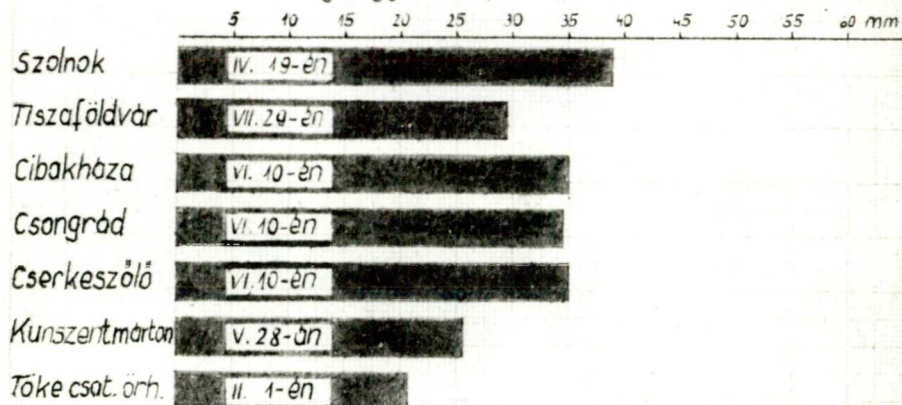 5 10 15 20 25 30 35 40 45 50 55 60 mm
Szolnok IV. 19-én
Tiszaföldvár VII. 29-én
Cibakháza VI. 10-én
Csongrád VI. 10-én
Cserkeszőlő VI. 10-én
Kunszentmárton V. 28-án
Tőke csat. örh. II. 1-én